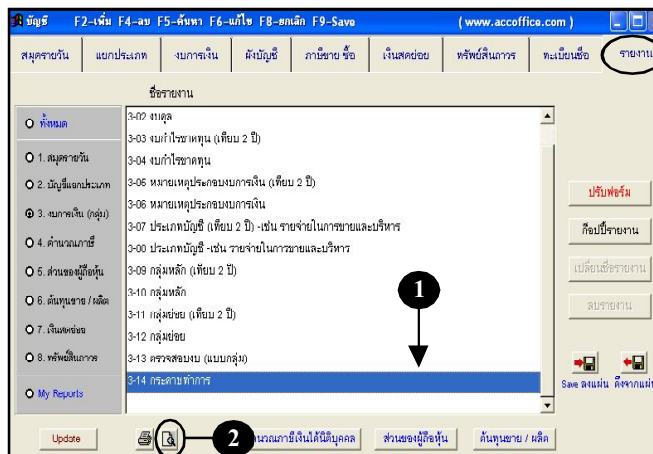 บัญชี F2-เพิ่ม F4-ลบ F5-ค้นหา F6-แก้ไข F8-ยกเลิก F9-Save ( www.accoffice.com )
สมุดรายวัน แยกประเภท งบการเงิน ผังบัญชี ภาษีขาย ซื้อ เงินสดย่อย ทรัพย์สินถาวร ทะเบียนชื่อ รายงาน
ชื่อรายงาน
ทั้งหมด
1. สมุดรายวัน
2. บัญชีแยกประเภท
3. งบการเงิน (กลุ่ม)
4. คำนวณภาษี
5. ส่วนของผู้ถือหุ้น
6. ต้นทุนขาย / ผลิต
7. เงินสดย่อย
8. ทรัพย์สินถาวร
My Reports
3-02 งบดุล
3-03 งบกำไรขาดทุน (เทียบ 2 ปี)
3-04 งบกำไรขาดทุน
3-05 หมายเหตุประกอบงบการเงิน (เทียบ 2 ปี)
3-06 หมายเหตุประกอบงบการเงิน
3-07 ประเภทบัญชี (เทียบ 2 ปี) -เช่น รายจ่ายในการขายและบริหาร
3-08 ประเภทบัญชี -เช่น รายจ่ายในการขายและบริหาร
3-09 กลุ่มหลัก (เทียบ 2 ปี)
3-10 กลุ่มหลัก
3-11 กลุ่มย่อย (เทียบ 2 ปี)
3-12 กลุ่มย่อย
3-13 ตรวจสอบงบ (แบบกลุ่ม)
3-14 กระดาษทำการ
1
ปรับฟอร์ม
ก๊อปปี้รายงาน
เปลี่ยนชื่อรายงาน
ลบรายงาน
Save ลงแผ่น ดึงจากแผ่น
Update 2 ส่วนของผู้ถือหุ้น ต้นทุนขาย / ผลิต